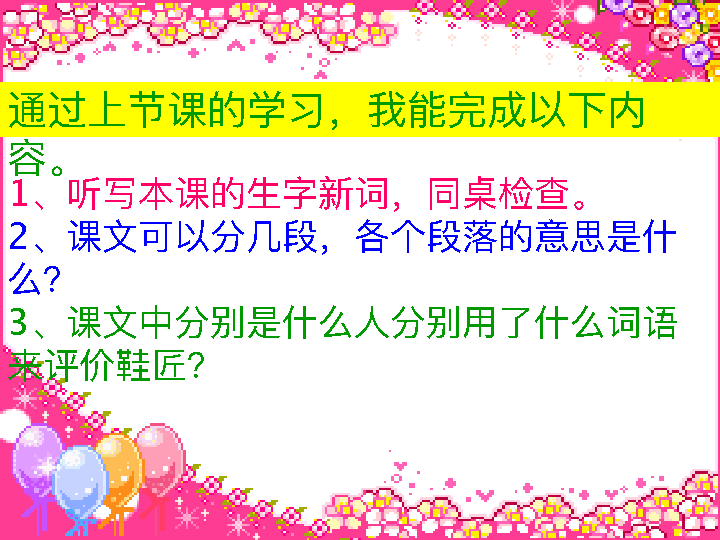 通过上节课的学习，我能完成以下内
容。
1、听写本课的生字新词，同桌检查。
2、课文可以分几段，各个段落的意思是什
么？
3、课文中分别是什么人分别用了什么词语
来评价鞋匠？